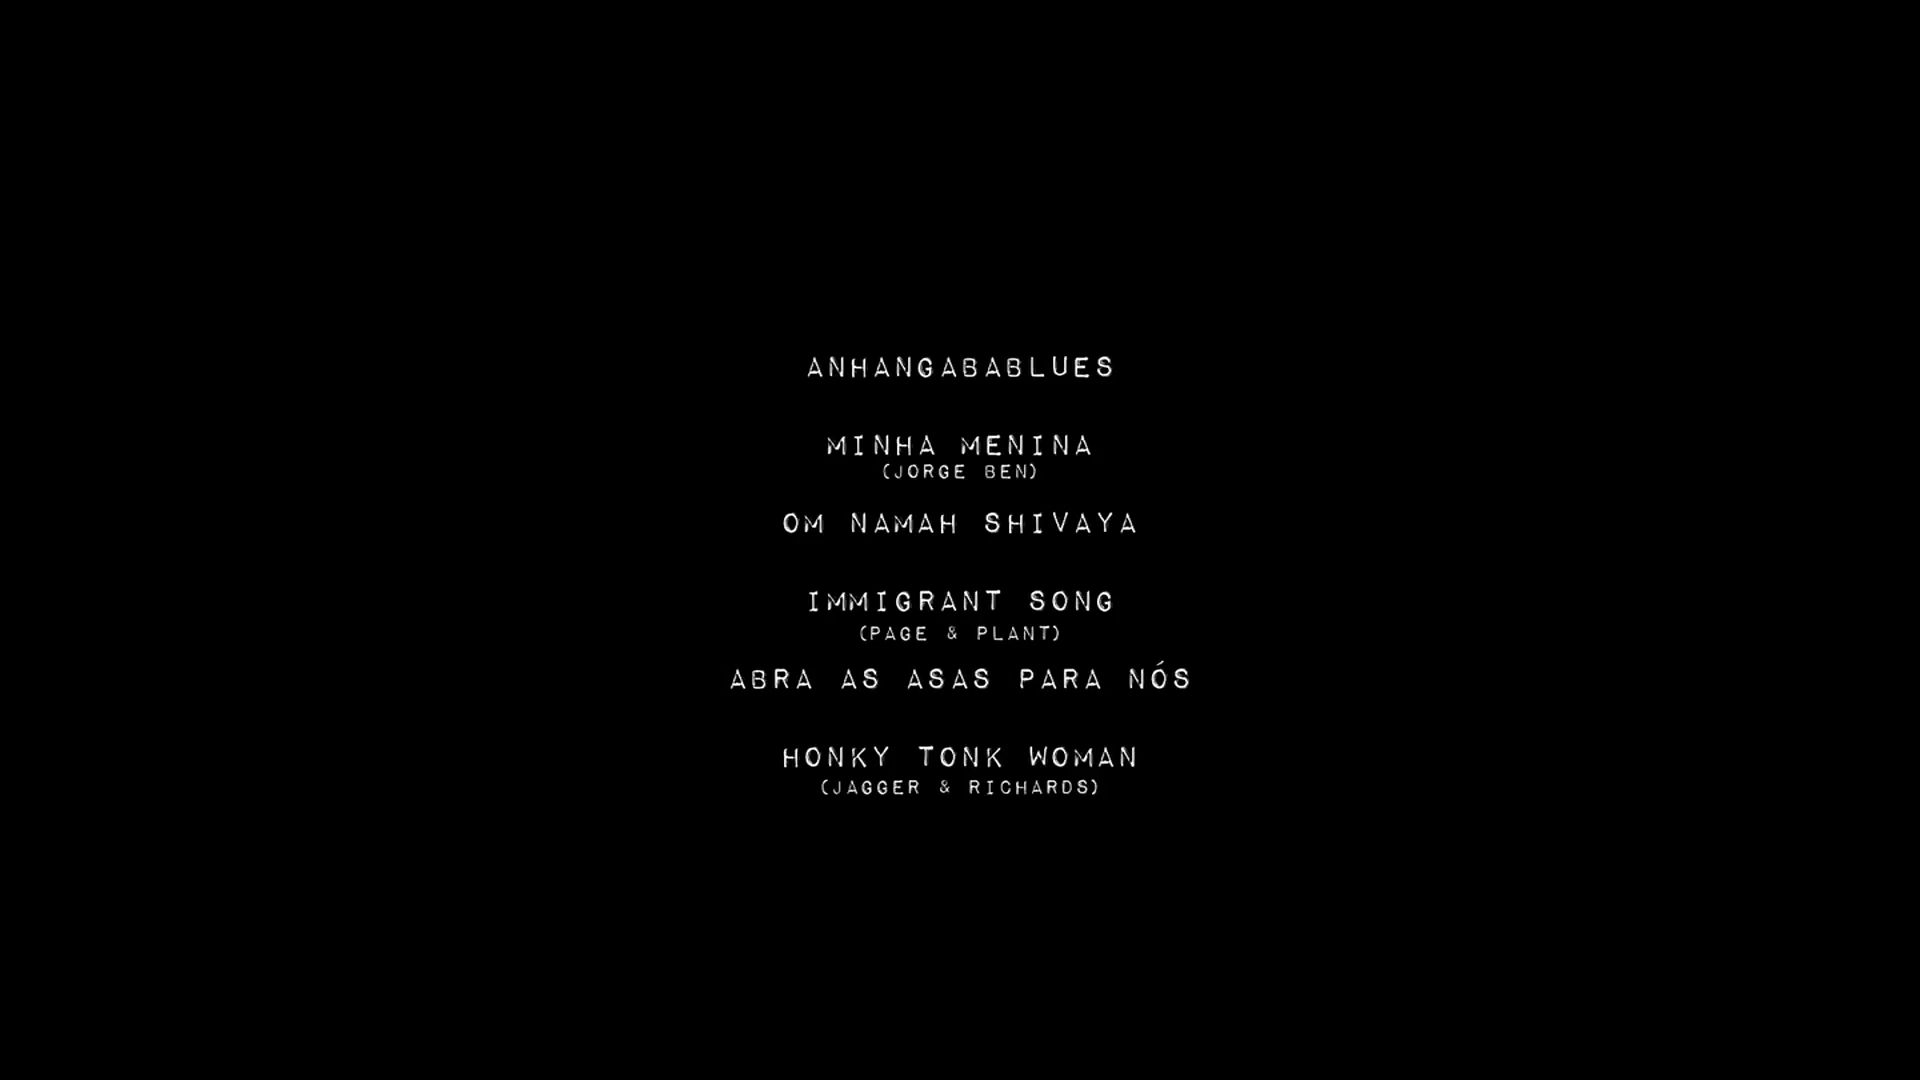 ANHANGABABLUES
MINHA MENINA
(JORGE BEN)
OM NAMAH SHIVAYA
IMMIGRANT SONG
(PAGE & PLANT)
ABRA AS ASAS PARA NÓS
HONKY TONK WOMAN
(JAGGER & RICHARDS)